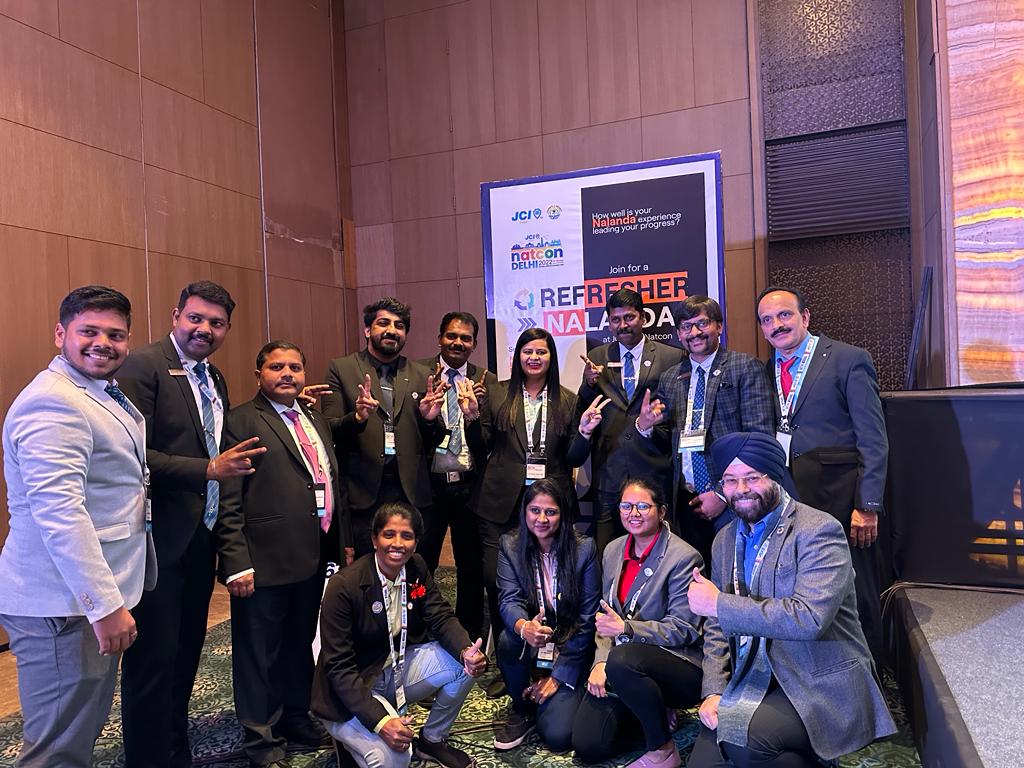 JCI
JCI
natcon
DELHI 2022
How well is your
Nalanda experience
leading your progress?
Join for a
REFRESHER
NALANDA
Natcon